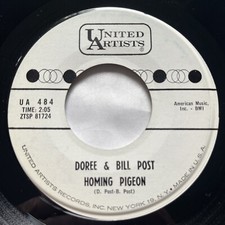 UNITED
ARTISTS
UA 484
TIME: 2:05
ZTSP 81724
American Music,
Inc. - BMI
DOREE & BILL POST
HOMING PIGEON
(D. Post-B. Post)
UNITED ARTISTS RECORDS, NEW YORK 19, N.Y. MADE IN U.S.A.